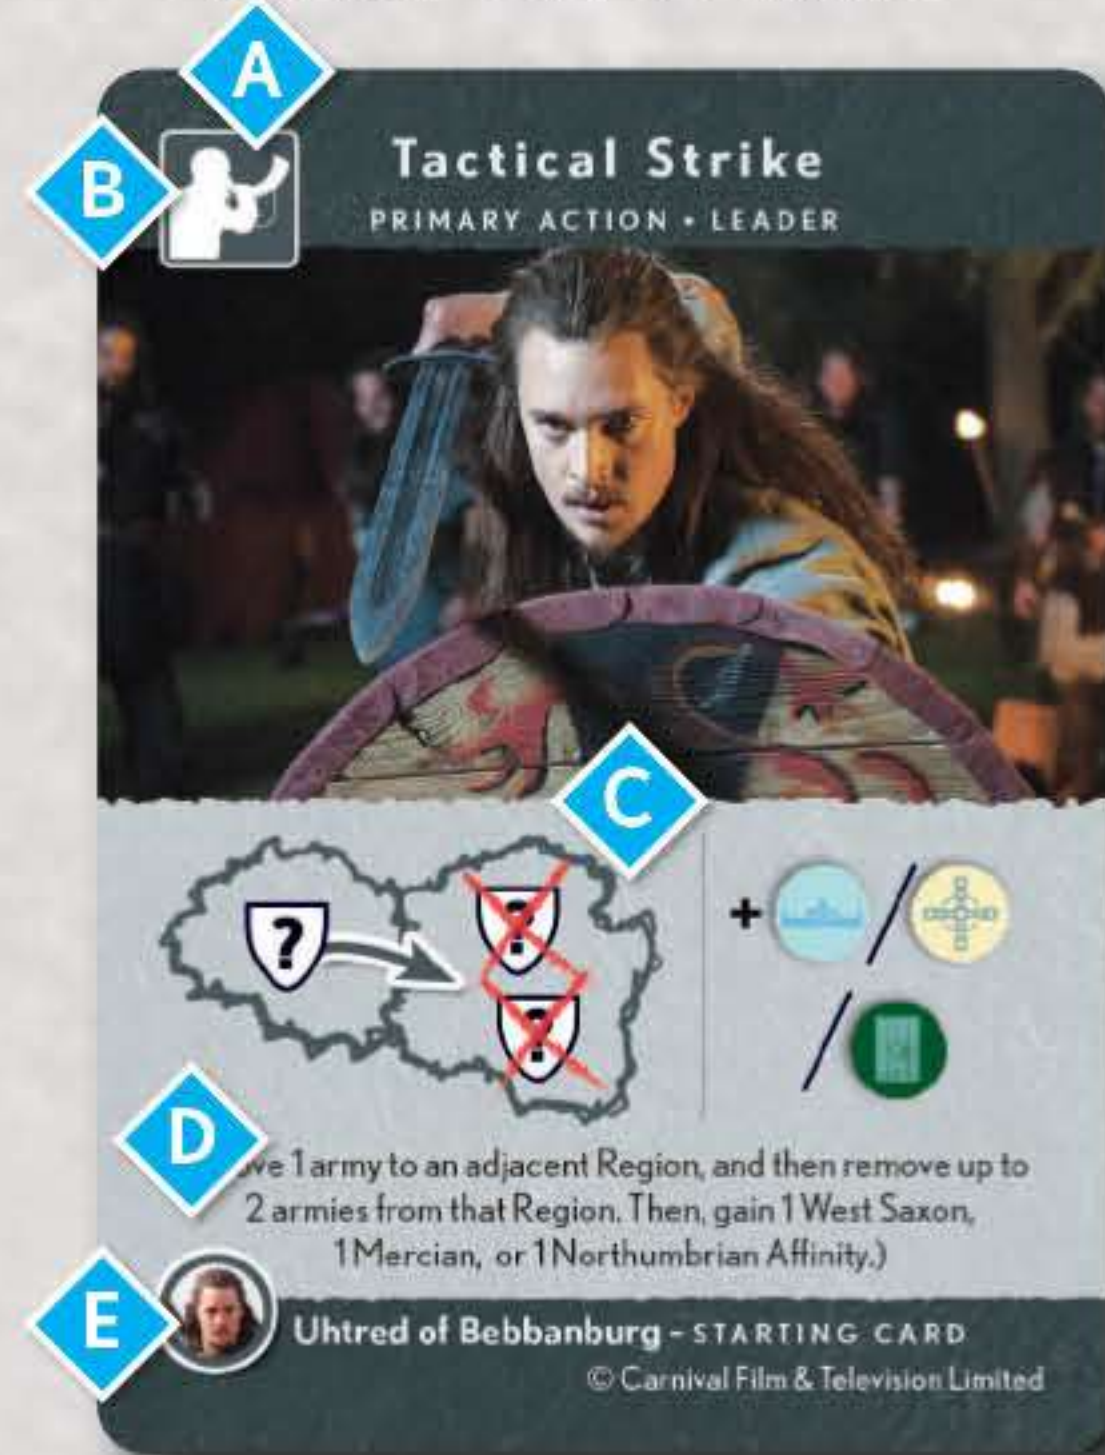 A
B
Tactical Strike
PRIMARY ACTION • LEADER
C
?
?
?
+
/
/
D
ve 1 army to an adjacent Region, and then remove up to
2 armies from that Region. Then, gain 1 West Saxon,
1 Mercian, or 1 Northumbrian Affinity.)
E
Uhtred of Bebbanburg – STARTING CARD
© Carnival Film & Television Limited